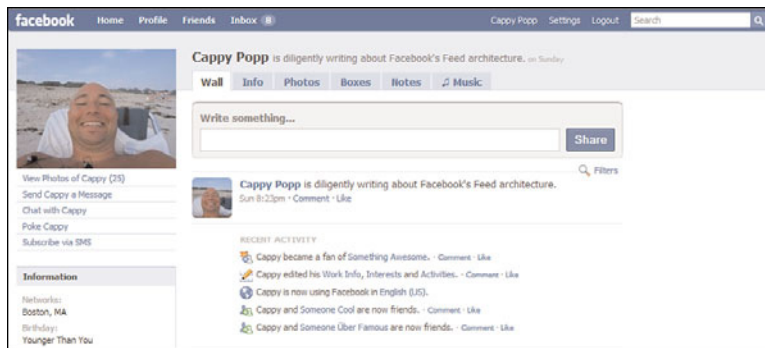 facebook Home Profile Friends Inbox 8 Cappy Popp Settings Logout Search
Cappy Popp is diligently writing about Facebook's Feed architecture. on Sunday
Wall Info Photos Boxes Notes ♫ Music
Write something...
Share
Filters
Cappy Popp is diligently writing about Facebook's Feed architecture.
Sun 8:23pm · Comment · Like
RECENT ACTIVITY
Cappy became a fan of Something Awesome. · Comment · Like
Cappy edited his Work Info, Interests and Activities. · Comment · Like
Cappy is now using Facebook in English (US).
Cappy and Someone Cool are now friends. · Comment · Like
Cappy and Someone Über Famous are now friends. · Comment · Like
View Photos of Cappy (25)
Send Cappy a Message
Chat with Cappy
Poke Cappy
Subscribe via SMS
Information
Networks:
Boston, MA
Birthday:
Younger Than You